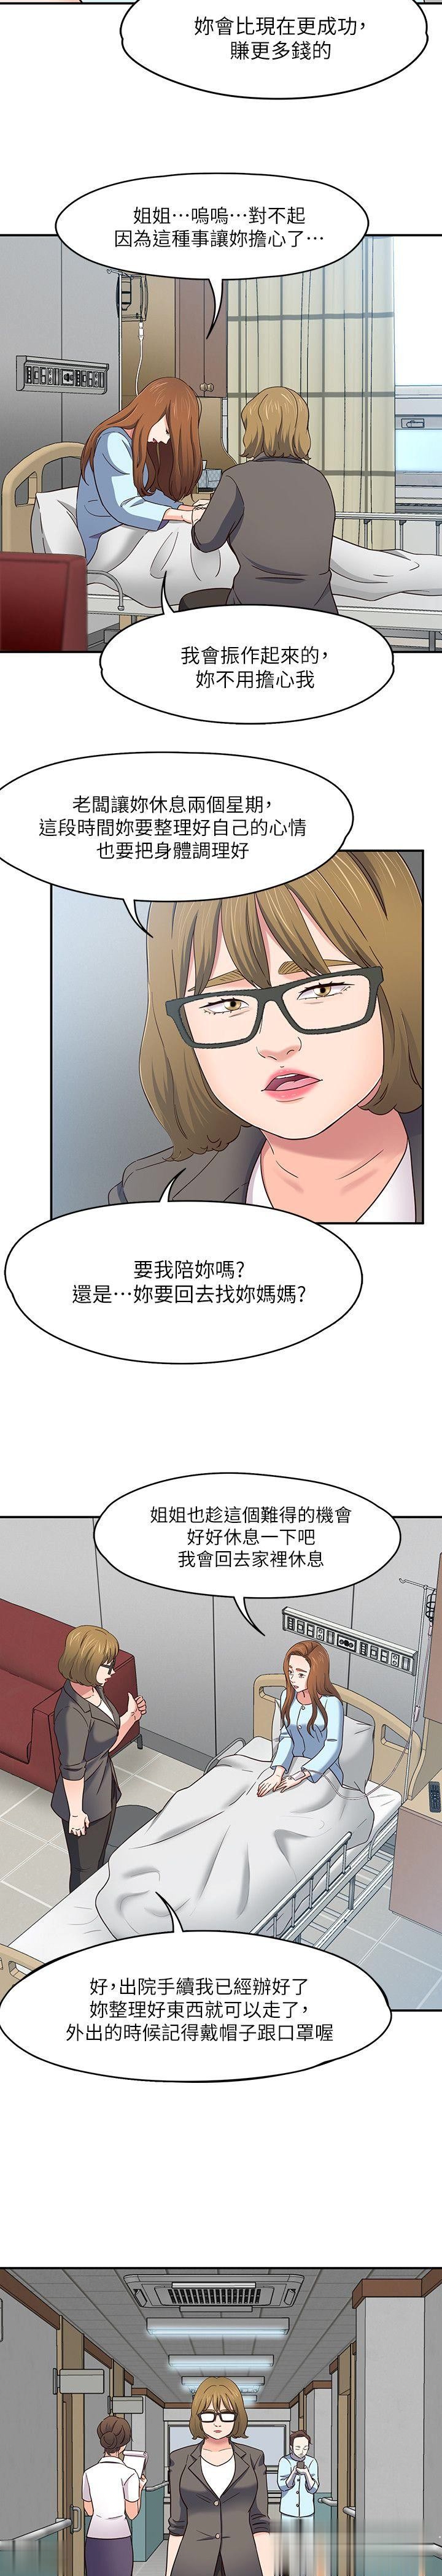 妳會比現在更成功，
賺更多錢的
姐姐⋯嗚嗚⋯對不起
因為這種事讓妳擔心了⋯
我會振作起來的，
妳不用擔心我
老闆讓妳休息兩個星期，
這段時間妳要整理好自己的心情
也要把身體調理好
要我陪妳嗎?
還是⋯妳要回去找妳媽媽?
姐姐也趁這個難得的機會
好好休息一下吧
我會回去家裡休息
好，出院手續我已經辦好了
妳整理好東西就可以走了，
外出的時候記得戴帽子跟口罩喔